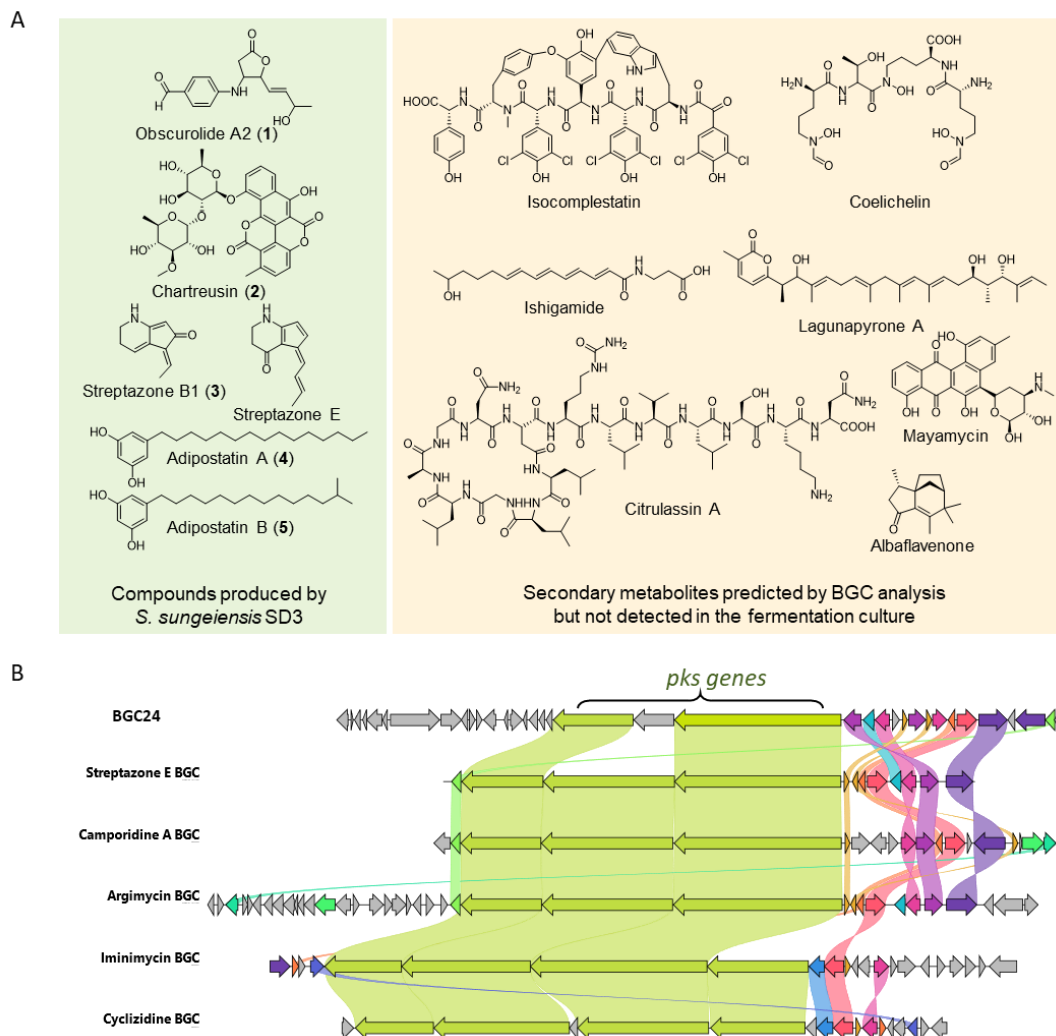 A
Obscurolide A2 (1)
Chartreusin (2)
Streptazone B1 (3)
Streptazone E
Adipostatin A (4)
Adipostatin B (5)
Compounds produced by
S. sungeiensis SD3
Isocomplestatin
Coelichelin
Ishigamide
Lagunapyrone A
Citrulassin A
Mayamycin
Albaflavenone
Secondary metabolites predicted by BGC analysis
but not detected in the fermentation culture
B
pks genes
BGC24
Streptazone E BGC
Camporidine A BGC
Argimycin BGC
Iminimycin BGC
Cyclizidine BGC